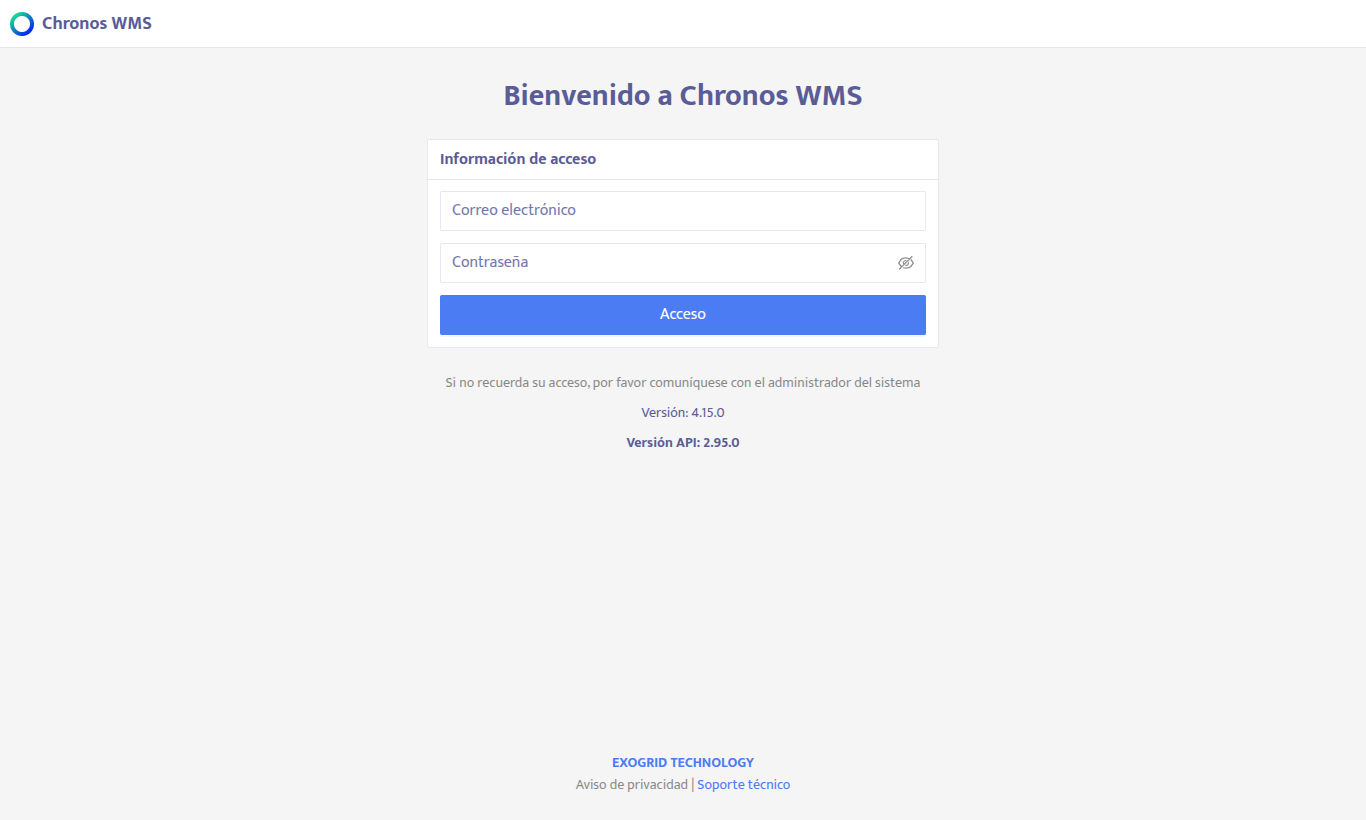 Chronos WMS
Bienvenido a Chronos WMS
Información de acceso
Correo electrónico
Contraseña
Acceso
Si no recuerda su acceso, por favor comuníquese con el administrador del sistema
Versión: 4.15.0
Versión API: 2.95.0
EXOGRID TECHNOLOGY
Aviso de privacidad | Soporte técnico